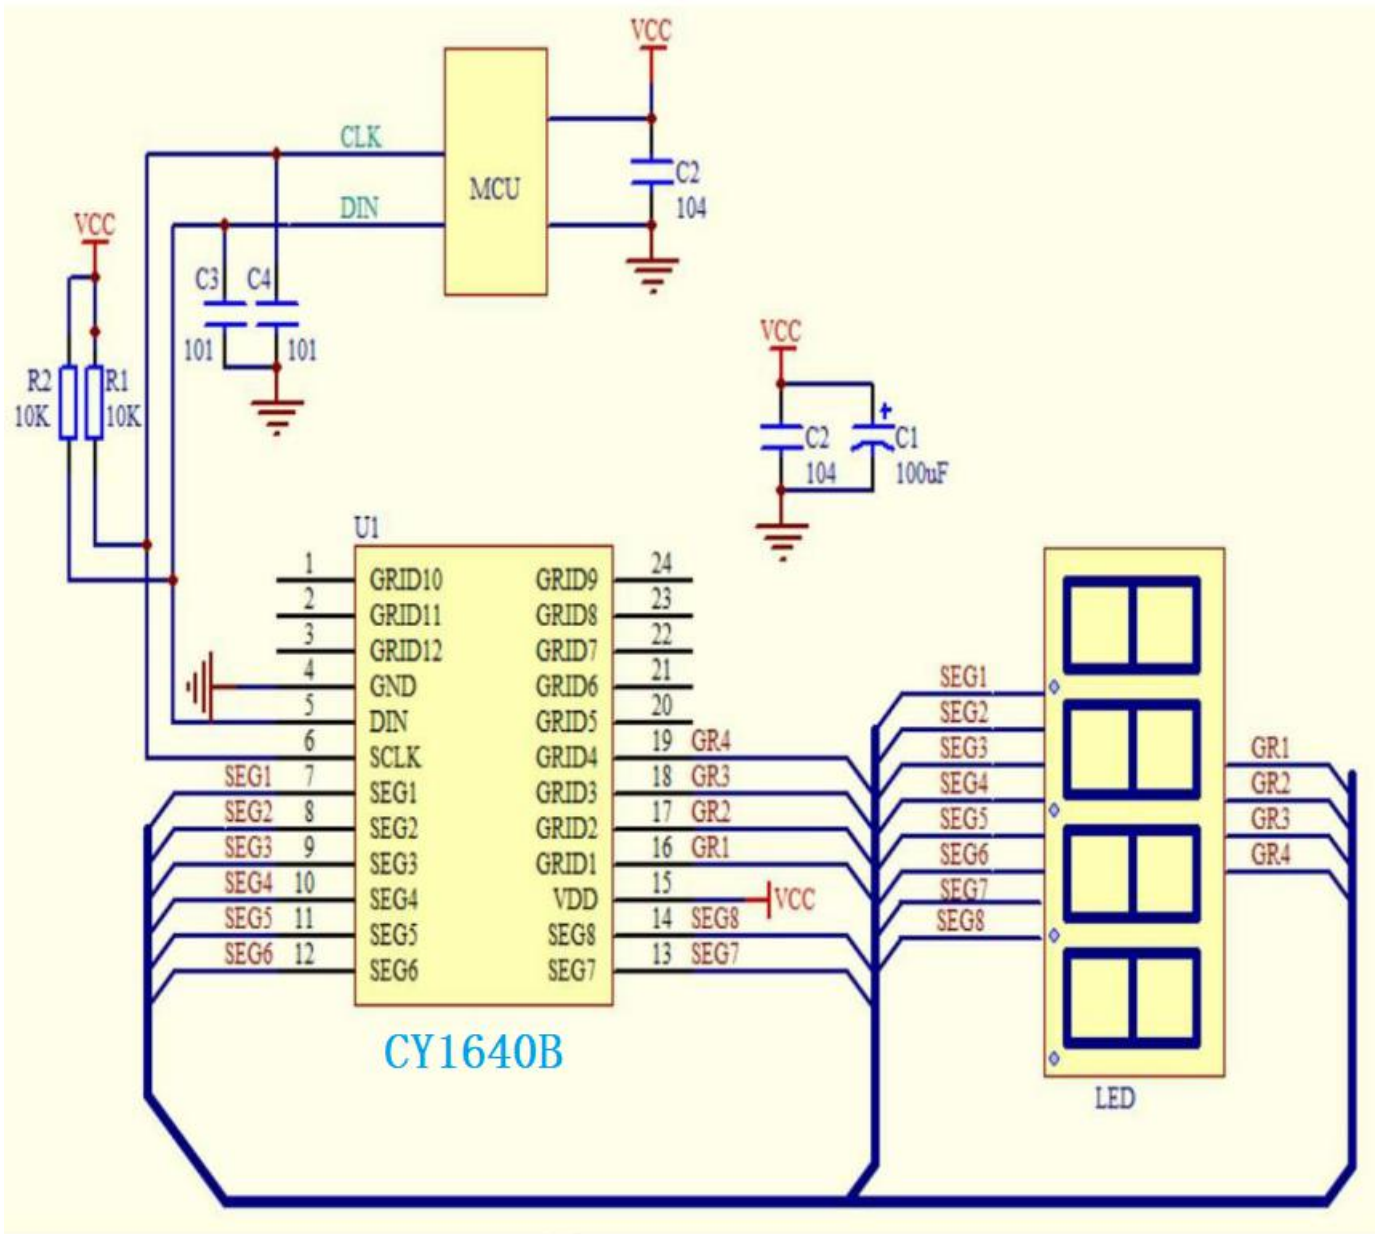 VCC
CLK
MCU
C2
104
DIN
VCC
C3
C4
101
101
R2
R1
10K
10K
VCC
C2
C1
104
100uF
U1
1
GRID10
GRID9
24
2
GRID11
GRID8
23
3
GRID12
GRID7
22
4
GND
GRID6
21
5
DIN
GRID5
20
6
SCLK
GRID4
19
GR4
SEG1
7
SEG1
GRID3
18
GR3
SEG2
8
SEG2
GRID2
17
GR2
SEG3
9
SEG3
GRID1
16
GR1
SEG4
10
SEG4
VDD
15
VCC
SEG5
11
SEG5
SEG8
14
SEG8
SEG6
12
SEG6
SEG7
13
SEG7
CY1640B
SEG1
SEG2
SEG3
SEG4
SEG5
SEG6
SEG7
SEG8
GR1
GR2
GR3
GR4
LED